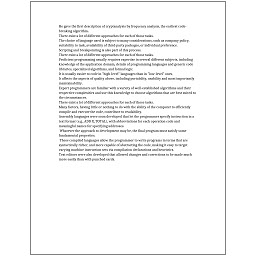 He gave the first description of cryptanalysis by frequency analysis, the earliest code-
breaking algorithm.
There exist a lot of different approaches for each of those tasks.
The choice of language used is subject to many considerations, such as company policy,
suitability to task, availability of third-party packages, or individual preference.
Scripting and breakpointing is also part of this process.
There exist a lot of different approaches for each of those tasks.
Proficient programming usually requires expertise in several different subjects, including
knowledge of the application domain, details of programming languages and generic code
libraries, specialized algorithms, and formal logic.
It is usually easier to code in "high-level" languages than in "low-level" ones.
It affects the aspects of quality above, including portability, usability and most importantly
maintainability.
Expert programmers are familiar with a variety of well-established algorithms and their
respective complexities and use this knowledge to choose algorithms that are best suited to
the circumstances.
There exist a lot of different approaches for each of those tasks.
Many factors, having little or nothing to do with the ability of the computer to efficiently
compile and execute the code, contribute to readability.
Assembly languages were soon developed that let the programmer specify instruction in a
text format (e.g., ADD X, TOTAL), with abbreviations for each operation code and
meaningful names for specifying addresses.
Whatever the approach to development may be, the final program must satisfy some
fundamental properties.
These compiled languages allow the programmer to write programs in terms that are
syntactically richer, and more capable of abstracting the code, making it easy to target
varying machine instruction sets via compilation declarations and heuristics.
Text editors were also developed that allowed changes and corrections to be made much
more easily than with punched cards.